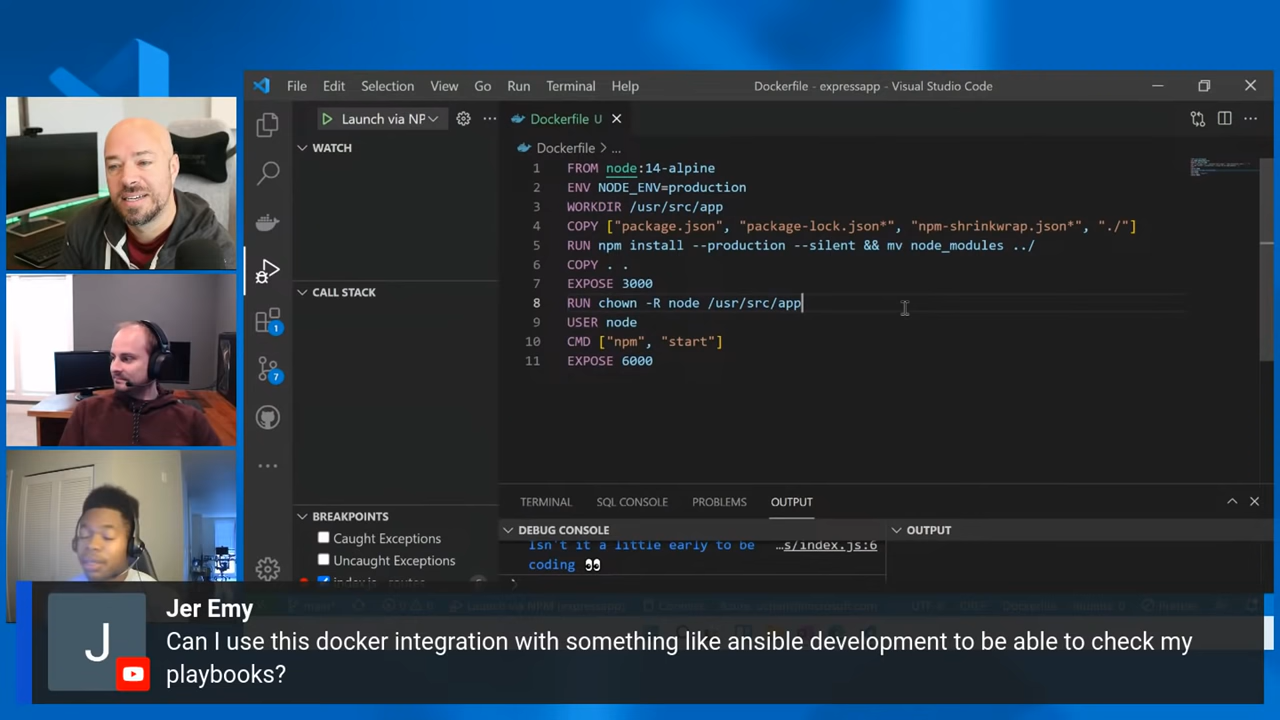 File Edit Selection View Go Run Terminal Help Dockerfile - expressapp - Visual Studio Code
Launch via NP
Dockerfile U
WATCH
Dockerfile > ...
1 FROM node:14-alpine
2 ENV NODE_ENV=production
3 WORKDIR /usr/src/app
4 COPY ["package.json", "package-lock.json*", "npm-shrinkwrap.json*", "./"]
5 RUN npm install --production --silent && mv node_modules ../
6 COPY . .
7 EXPOSE 3000
8 RUN chown -R node /usr/src/app
9 USER node
10 CMD ["npm", "start"]
11 EXPOSE 6000
CALL STACK
1
7
TERMINAL SQL CONSOLE PROBLEMS OUTPUT
BREAKPOINTS
Caught Exceptions
Uncaught Exceptions
DEBUG CONSOLE
Isn't it a little early to be …s/index.js:6
coding 👀
OUTPUT
J
Jer Emy
Can I use this docker integration with something like ansible development to be able to check my
playbooks?